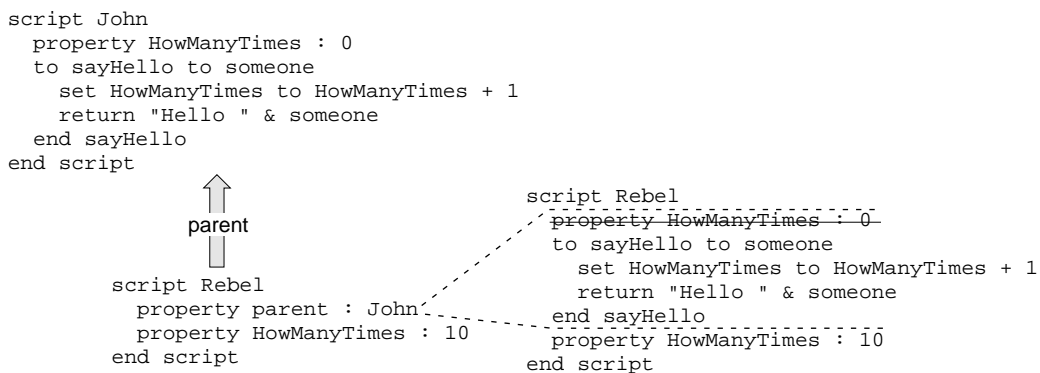 script John
property HowManyTimes : 0
to sayHello to someone
set HowManyTimes to HowManyTimes + 1
return "Hello " & someone
end sayHello
end script
parent
script Rebel
property parent : John
property HowManyTimes : 10
end script
script Rebel
property HowManyTimes : 0
to sayHello to someone
set HowManyTimes to HowManyTimes + 1
return "Hello " & someone
end sayHello
property HowManyTimes : 10
end script